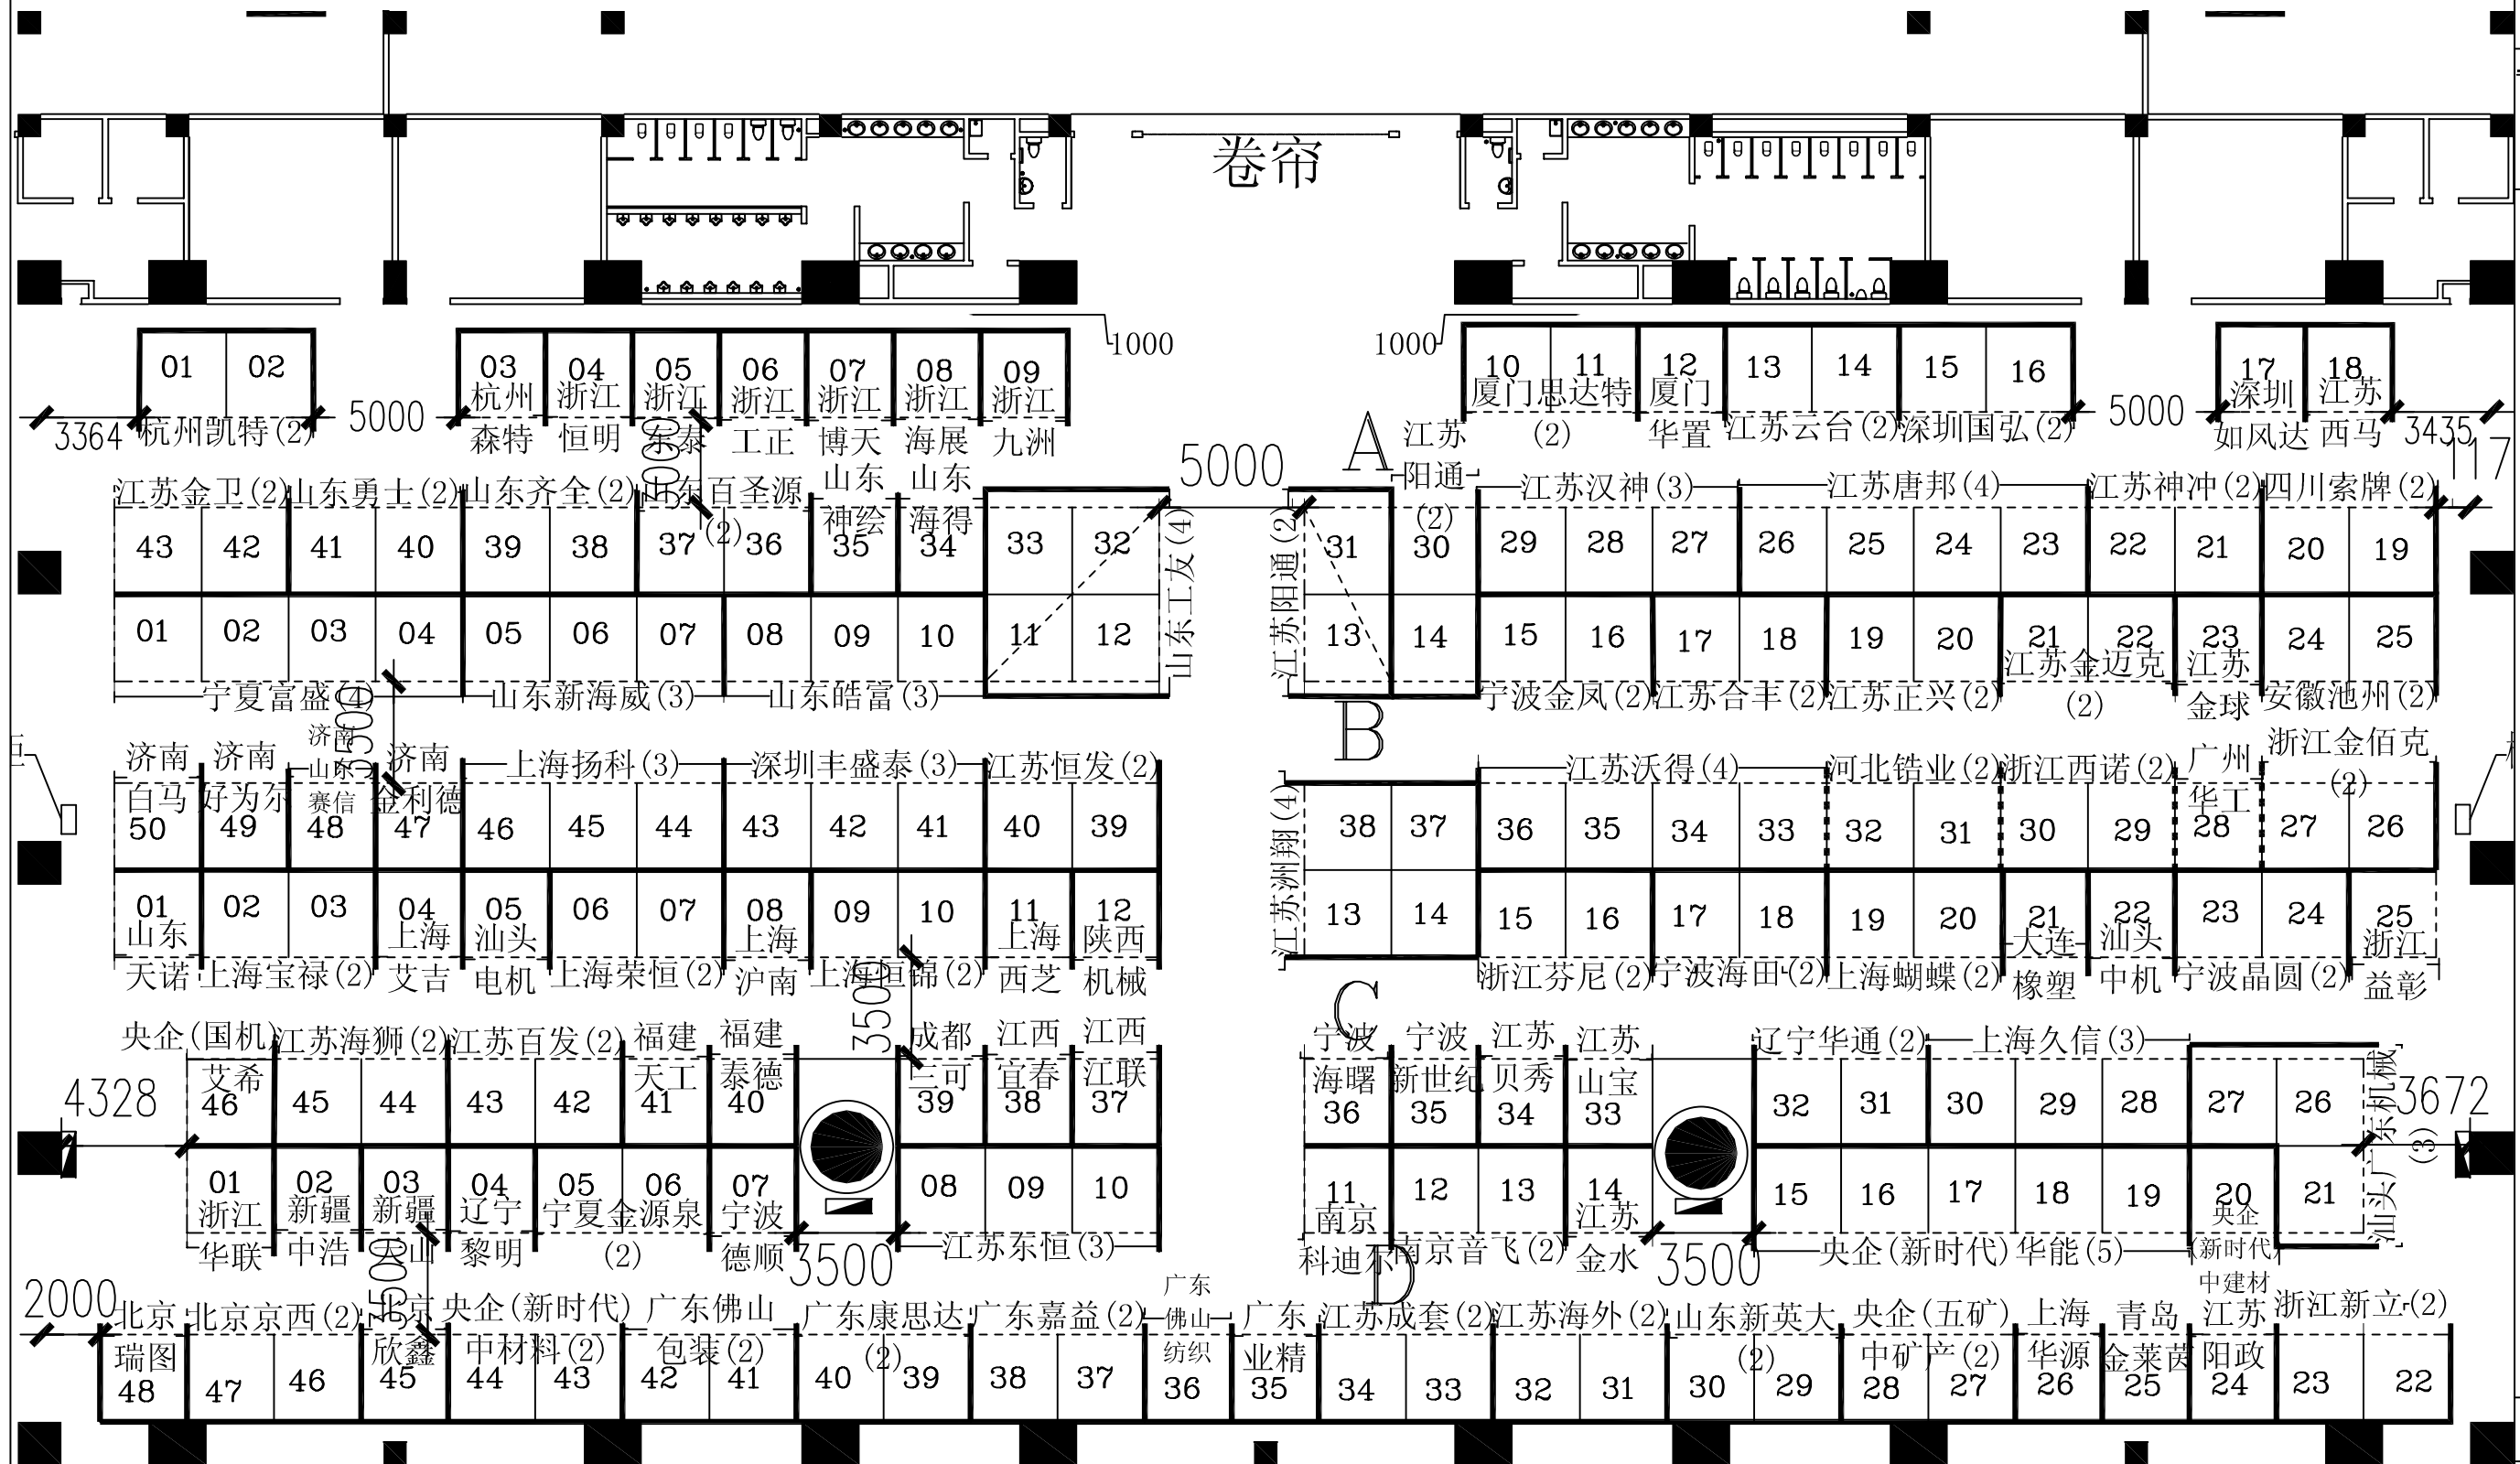 卷帘
1000
1000
01 02 03 04 05 06 07 08 09 10 11 12 13 14 15 16 17 18
杭州凯特(2)
杭州
森特
浙江
恒明
浙江
东泰
浙江
工正
浙江
博天
浙江
海展
浙江
九洲
厦门思达特
(2)
厦门
华置
江苏云台(2)
深圳国弘(2)
深圳
如风达
江苏
西马
3364
5000
5000
5000
5000
3435
117
A
江苏金卫(2)
山东勇士(2)
山东齐全(2)
东百圣源
(2)
山东
神绘
山东
海得
山东工友(4)
江苏阳通(2)
江苏
阳通
(2)
江苏汉神(3)
江苏唐邦(4)
江苏神冲(2)
四川索牌(2)
43 42 41 40 39 38 37 36 35 34 33 32 31 30 29 28 27 26 25 24 23 22 21 20 19
01 02 03 04 05 06 07 08 09 10 11 12 13 14 15 16 17 18 19 20 21 22 23 24 25
宁夏富盛(4)
山东新海威(3)
山东皓富(3)
宁波金凤(2)
江苏合丰(2)
江苏正兴(2)
江苏金迈克
(2)
江苏
金球
安徽池州(2)
3500
B
济南
白马
济南
好为尔
济南
山东
赛信
济南
金利德
上海扬科(3)
深圳丰盛泰(3)
江苏恒发(2)
江苏洲翔(4)
江苏沃得(4)
河北锆业(2)
浙江西诺(2)
广州
华工
浙江金佰克
(2)
50 49 48 47 46 45 44 43 42 41 40 39 38 37 36 35 34 33 32 31 30 29 28 27 26
01 02 03 04 05 06 07 08 09 10 11 12 13 14 15 16 17 18 19 20 21 22 23 24 25
山东
天诺
上海宝禄(2)
上海
艾吉
汕头
电机
上海荣恒(2)
上海
沪南
上海恒锦(2)
上海
西芝
陕西
机械
浙江芬尼(2)
宁波海田(2)
上海蝴蝶(2)
大连
橡塑
汕头
中机
宁波晶圆(2)
浙江
益彰
3500
C
央企(国机)
艾希
江苏海狮(2)
江苏百发(2)
福建
天工
福建
泰德
成都
三可
江西
宜春
江西
江联
宁波
海曙
宁波
新世纪
江苏
贝秀
江苏
山宝
辽宁华通(2)
上海久信(3)
汕头广东机械
(3)
4328
3672
46 45 44 43 42 41 40 39 38 37 36 35 34 33 32 31 30 29 28 27 26
01 02 03 04 05 06 07 08 09 10 11 12 13 14 15 16 17 18 19 20 21
浙江
华联
新疆
中浩
新疆
天山
辽宁
黎明
宁夏金源泉
(2)
宁波
德顺
3500
江苏东恒(3)
南京
科迪尔
南京音飞(2)
江苏
金水
3500
央企(新时代)华能(5)
央企
(新时代)
中建材
3500
D
2000
北京
瑞图
北京京西(2)
北京
欣鑫
央企(新时代)
中材料(2)
广东佛山
包装(2)
广东康思达
(2)
广东嘉益(2)
广东
佛山
纺织
广东
业精
江苏成套(2)
江苏海外(2)
山东新英大
(2)
央企(五矿)
中矿产(2)
上海
华源
青岛
金莱茵
江苏
阳政
浙江新立(2)
48 47 46 45 44 43 42 41 40 39 38 37 36 35 34 33 32 31 30 29 28 27 26 25 24 23 22